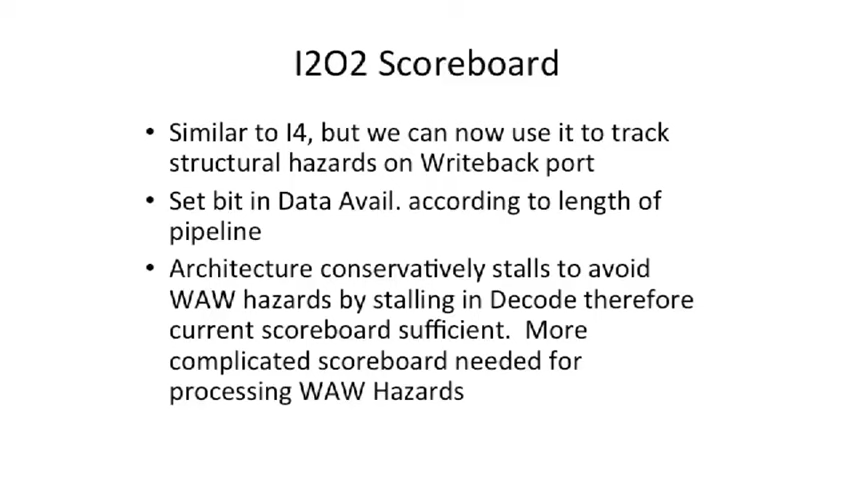 I2O2 Scoreboard
• Similar to I4, but we can now use it to track
structural hazards on Writeback port
• Set bit in Data Avail. according to length of
pipeline
• Architecture conservatively stalls to avoid
WAW hazards by stalling in Decode therefore
current scoreboard sufficient.  More
complicated scoreboard needed for
processing WAW Hazards